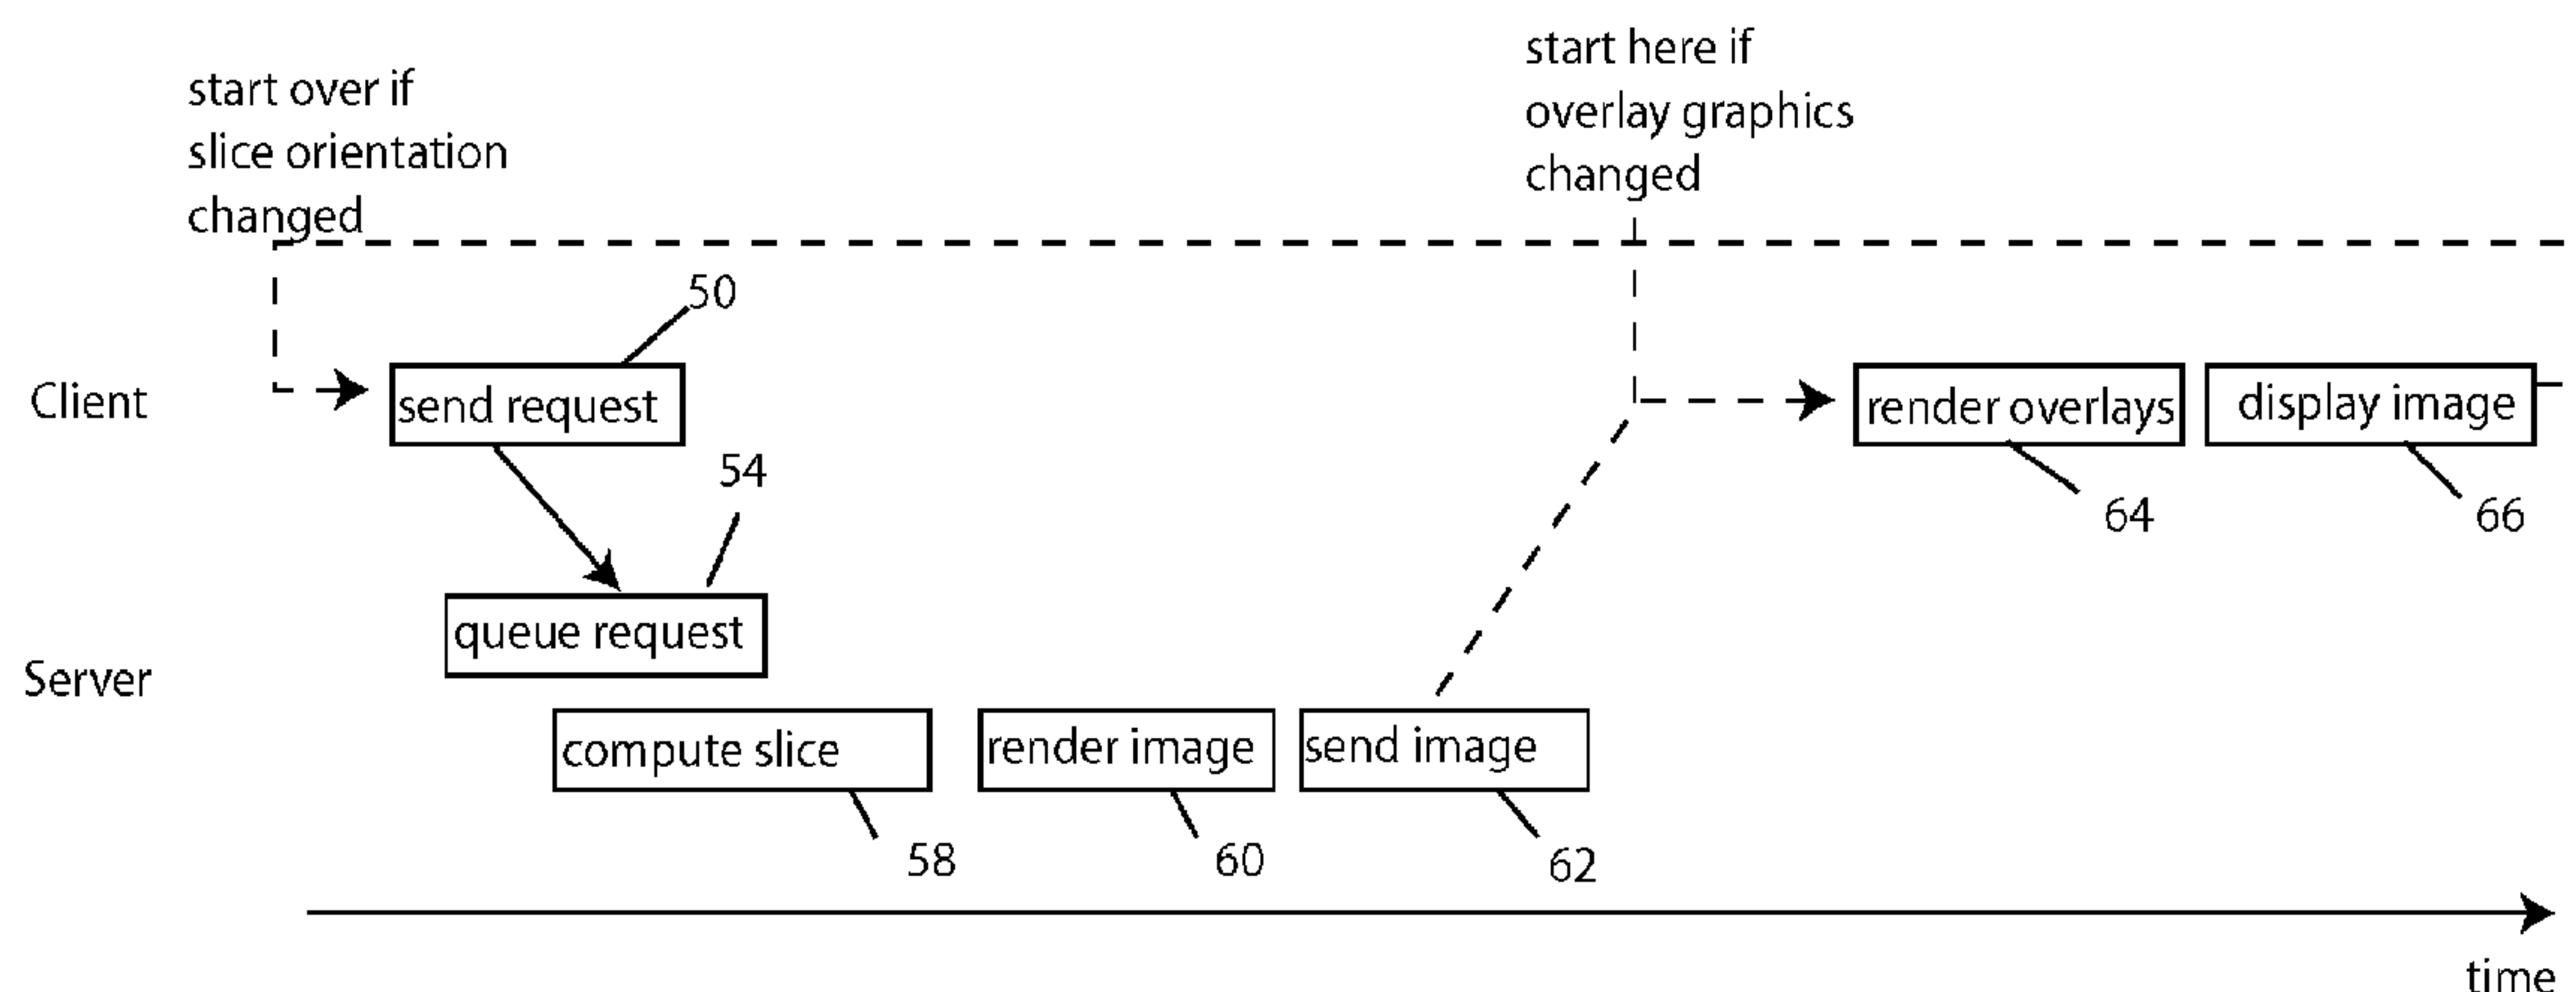 start over if
slice orientation
changed
start here if
overlay graphics
changed
50
Client
send request
render overlays
display image
54
64
66
queue request
Server
compute slice
render image
send image
58
60
62
time